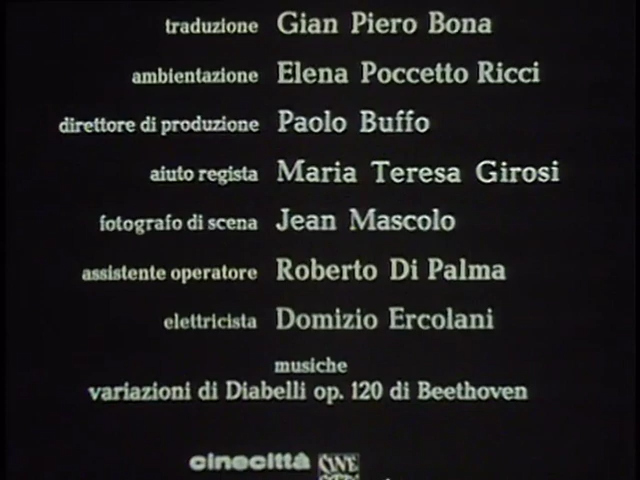 traduzione Gian Piero Bona
ambientazione Elena Poccetto Ricci
direttore di produzione Paolo Buffo
aiuto regista Maria Teresa Girosi
fotografo di scena Jean Mascolo
assistente operatore Roberto Di Palma
elettricista Domizio Ercolani
musiche
variazioni di Diabelli op. 120 di Beethoven
cinecittà CINE